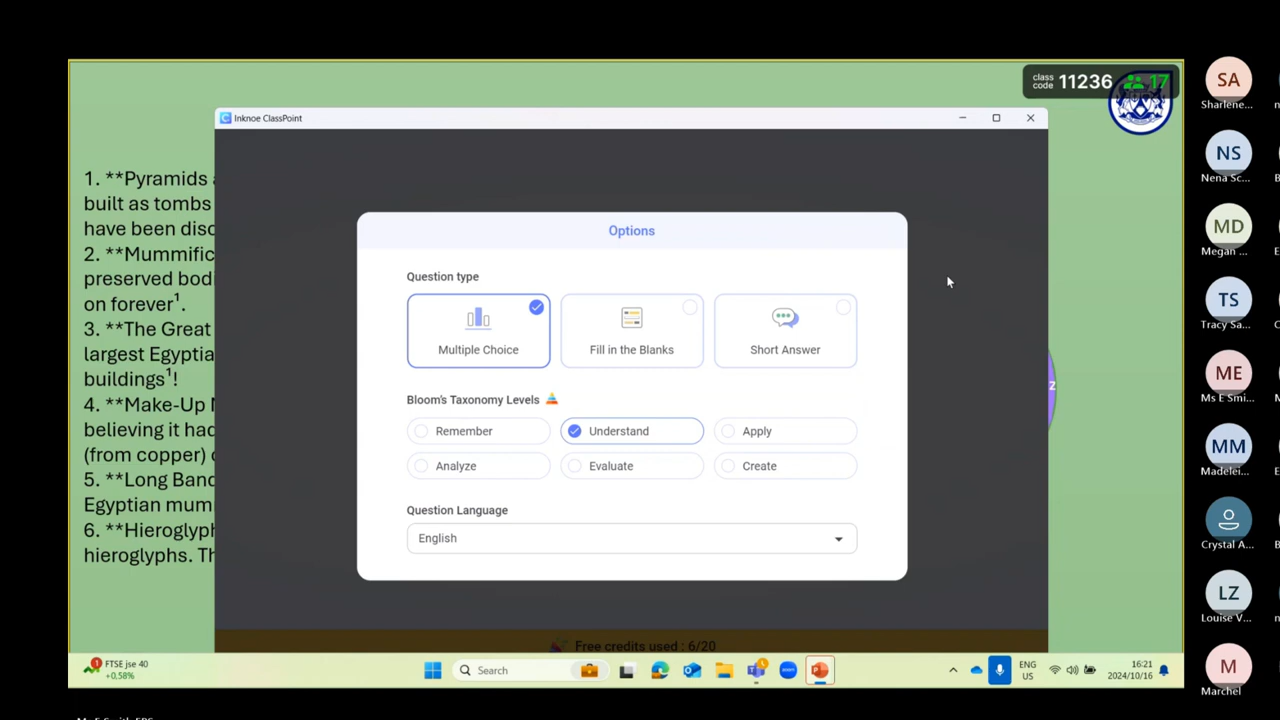 class code 11236 17
Inknoe ClassPoint
1. **Pyramids
built as tombs
have been disc
2. **Mummific
preserved bodi
on forever¹.
3. **The Great
largest Egyptia
buildings¹!
4. **Make-Up
believing it had
(from copper)
5. **Long Band
Egyptian mum
6. **Hieroglyph
hieroglyphs. Th
Options
Question type
Multiple Choice
Fill in the Blanks
Short Answer
Bloom's Taxonomy Levels
Remember
Understand
Apply
Analyze
Evaluate
Create
Question Language
English
Free credits used : 6/20
z
SA
Sharlene...
NS
Nena Sc...
MD
Megan ...
TS
Tracy Sa...
ME
Ms E Smi...
MM
Madelei...
Crystal A...
LZ
Louise V...
M
Marchel
1
FTSE jse 40
+0,58%
Search
ENG
US
16:21
2024/10/16